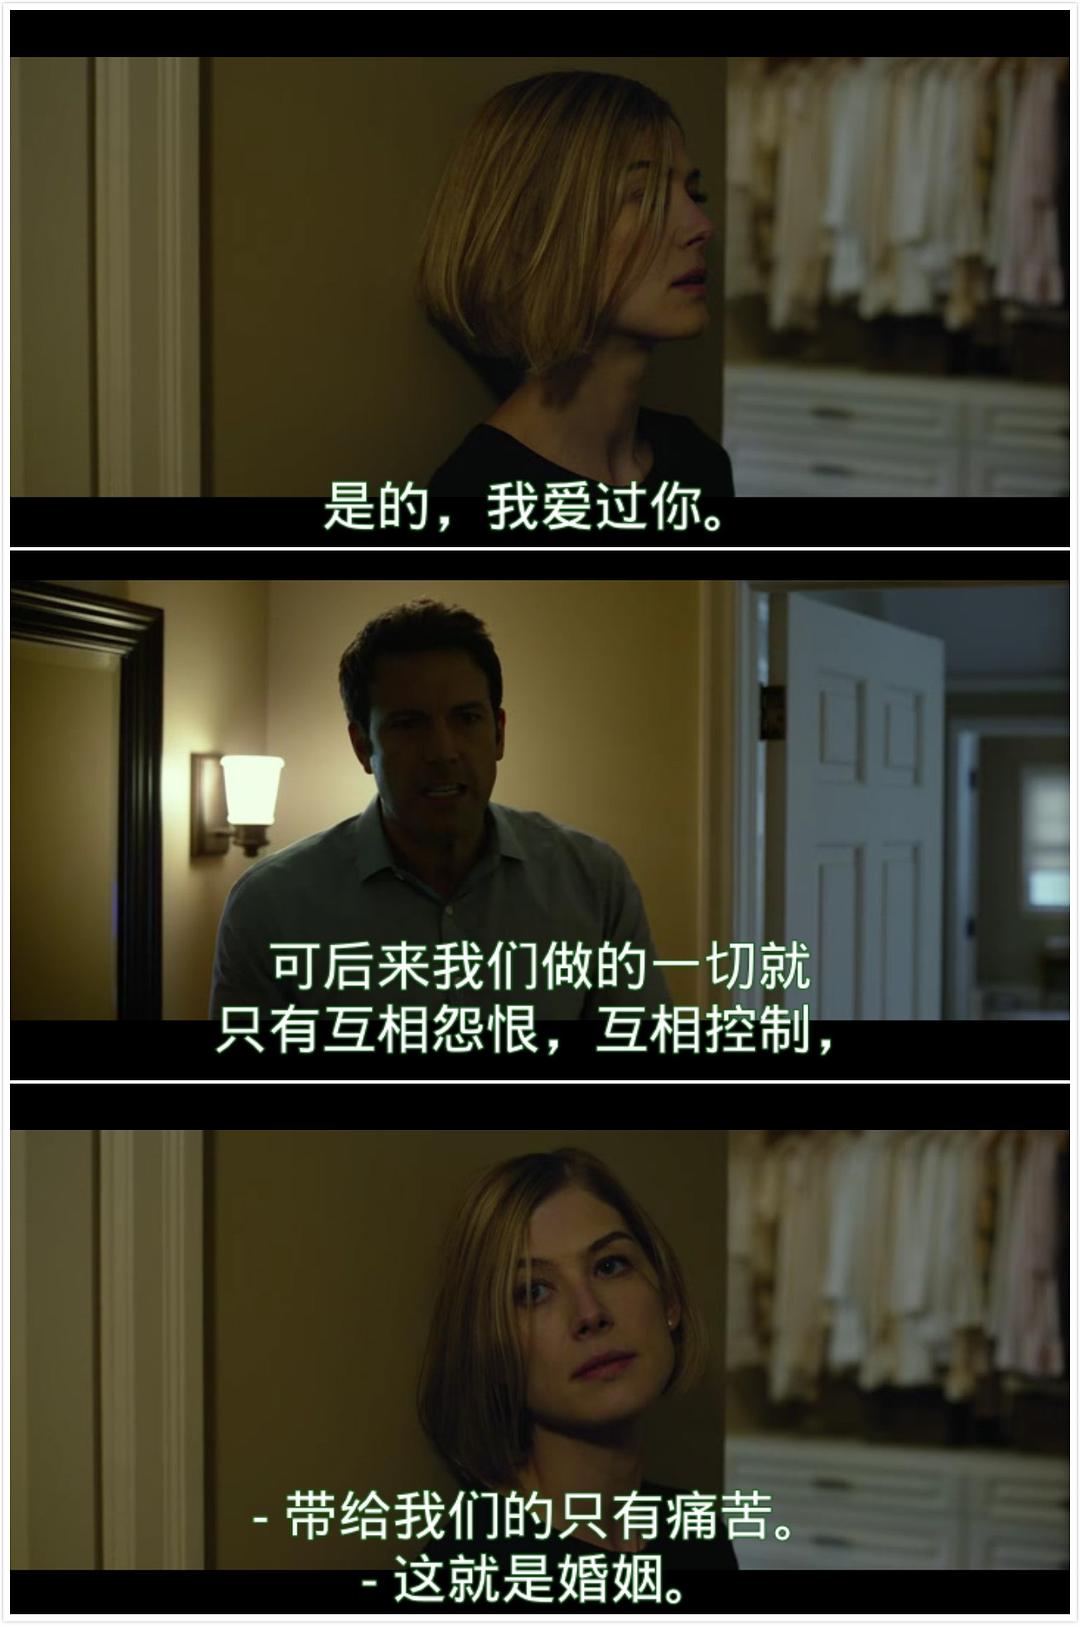 是的，我爱过你。
可后来我们做的一切就
只有互相怨恨，互相控制，
- 带给我们的只有痛苦。
- 这就是婚姻。